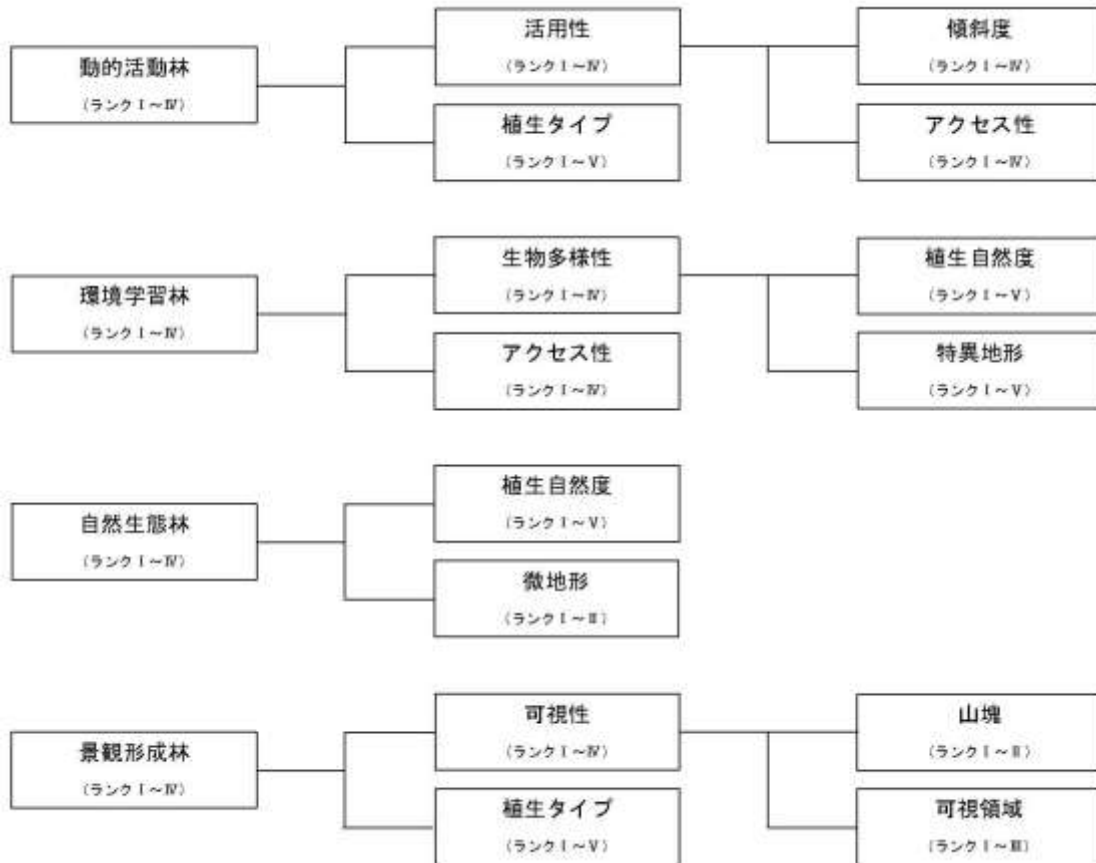 動的活動林
(ランクⅠ～Ⅳ)
活用性
(ランクⅠ～Ⅳ)
植生タイプ
(ランクⅠ～Ⅴ)
傾斜度
(ランクⅠ～Ⅳ)
アクセス性
(ランクⅠ～Ⅳ)
環境学習林
(ランクⅠ～Ⅳ)
生物多様性
(ランクⅠ～Ⅳ)
アクセス性
(ランクⅠ～Ⅳ)
植生自然度
(ランクⅠ～Ⅴ)
特異地形
(ランクⅠ～Ⅴ)
自然生態林
(ランクⅠ～Ⅳ)
植生自然度
(ランクⅠ～Ⅴ)
微地形
(ランクⅠ～Ⅱ)
景観形成林
(ランクⅠ～Ⅳ)
可視性
(ランクⅠ～Ⅳ)
植生タイプ
(ランクⅠ～Ⅴ)
山塊
(ランクⅠ～Ⅱ)
可視領域
(ランクⅠ～Ⅲ)